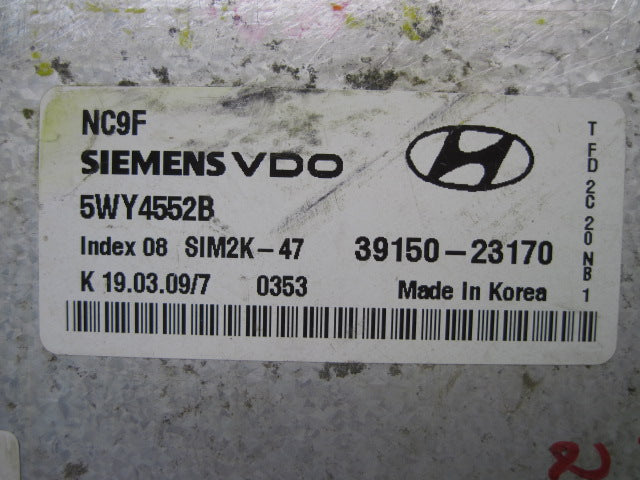 NC9F
SIEMENS VDO
5WY4552B
Index 08 SIM2K-47 39150-23170
K 19.03.09/7 0353 Made In Korea
TFD2C20NB1
2